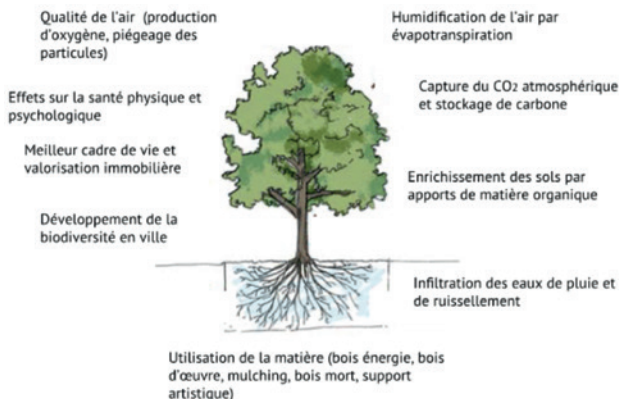 Qualité de l'air (production
d'oxygène, piégeage des
particules)
Humidification de l'air par
évapotranspiration
Effets sur la santé physique et
psychologique
Capture du CO₂ atmosphérique
et stockage de carbone
Meilleur cadre de vie et
valorisation immobilière
Enrichissement des sols par
apports de matière organique
Développement de la
biodiversité en ville
Infiltration des eaux de pluie et
de ruissellement
Utilisation de la matière (bois énergie, bois
d'œuvre, mulching, bois mort, support
artistique)